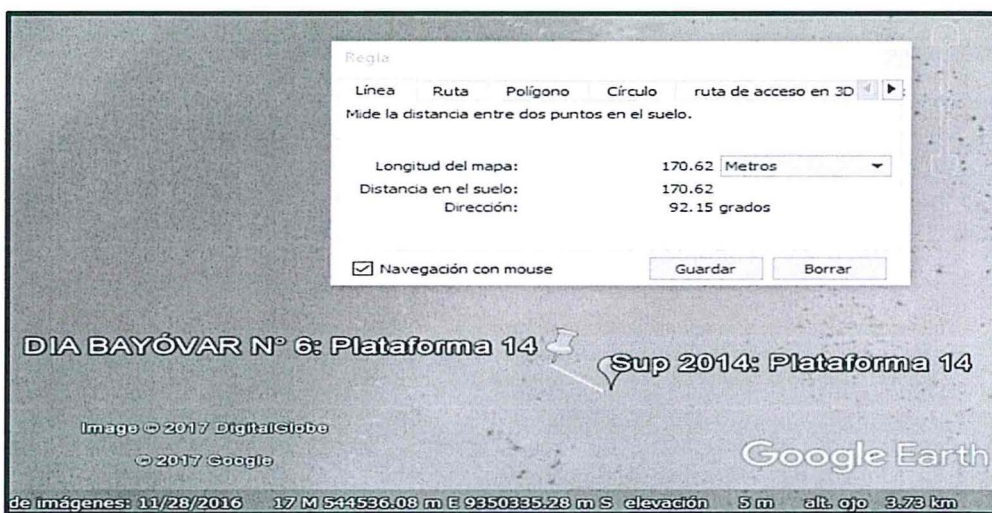 Regla
Línea Ruta Polígono Círculo ruta de acceso en 3D
Mide la distancia entre dos puntos en el suelo.
Longitud del mapa: 170.62 Metros
Distancia en el suelo: 170.62
Dirección: 92.15 grados
Navegación con mouse Guardar Borrar
DIA BAYÓVAR N° 6: Plataforma 14
Sup 2014: Plataforma 14
Image © 2017 DigitalGlobe
© 2017 Google
Google Earth
de imágenes: 11/28/2016 17 M 544536.08 m E 9350335.28 m S elevación 5 m alt. ojo 3.73 km